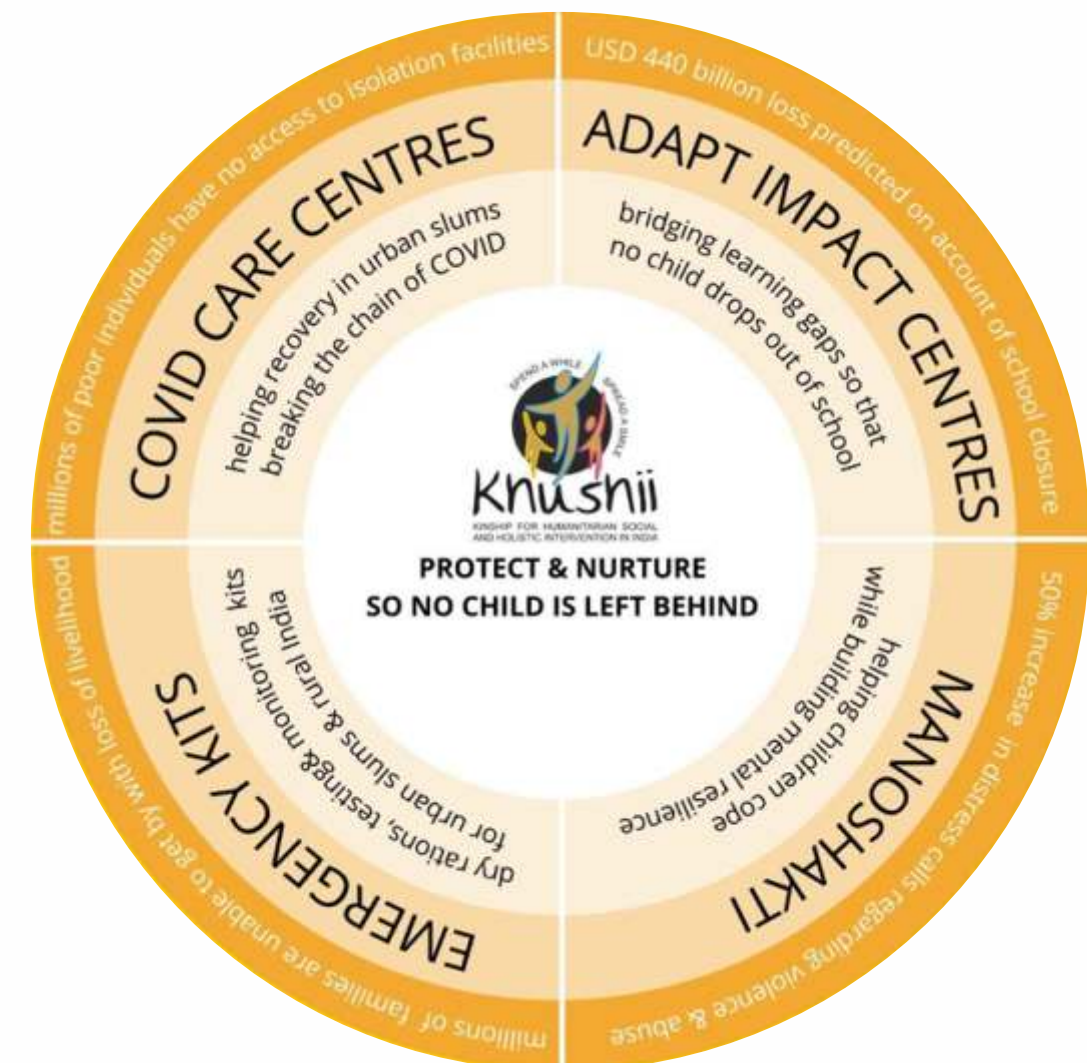 millions of poor individuals have no access to isolation facilities
COVID CARE CENTRES
helping recovery in urban slums
breaking the chain of COVID
USD 440 billion loss predicted on account of school closure
ADAPT IMPACT CENTRES
bridging learning gaps so that
no child drops out of school
SPEND A WHILE
SPREAD A SMILE
Khushii
KINSHIP FOR HUMANITARIAN SOCIAL
AND HOLISTIC INTERVENTION IN INDIA
PROTECT & NURTURE
SO NO CHILD IS LEFT BEHIND
50% increase in distress calls regarding violence & abuse
MANOSHAKTI
helping children cope
while building mental resilience
millions of families are unable to get by with loss of livelihood
EMERGENCY KITS
dry rations, testing& monitoring kits
for urban slums & rural India